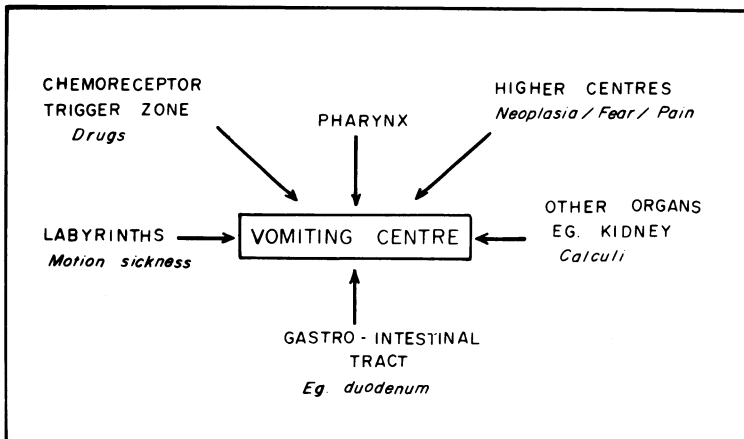 CHEMORECEPTOR
TRIGGER ZONE
Drugs
PHARYNX
HIGHER CENTRES
Neoplasia / Fear / Pain
LABYRINTHS
Motion sickness
VOMITING CENTRE
OTHER ORGANS
EG. KIDNEY
Calculi
GASTRO - INTESTINAL
TRACT
Eg. duodenum